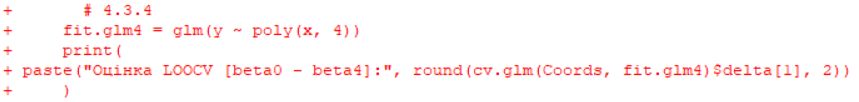 + # 4.3.4
+ fit.glm4 = glm(y ~ poly(x, 4))
+ print(
+ paste("Оцінка LOOCV [beta0 - beta4]:", round(cv.glm(Coords, fit.glm4)$delta[1], 2))
+ )